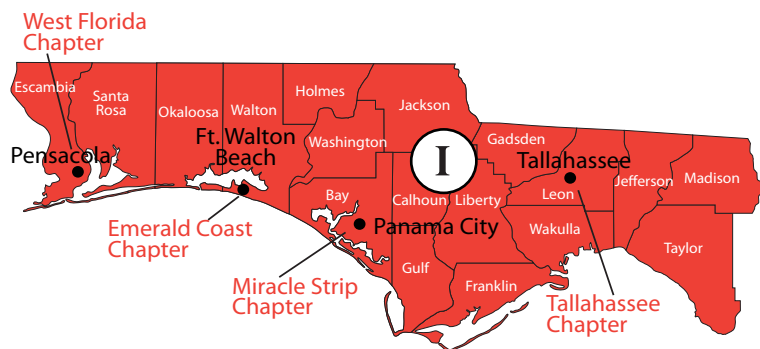 West Florida
Chapter
Escambia
Santa
Rosa
Okaloosa
Walton
Holmes
Jackson
Washington
Gadsden
Pensacola
Ft. Walton
Beach
I
Tallahassee
Jefferson
Madison
Bay
Calhoun
Liberty
Leon
Emerald Coast
Chapter
Panama City
Wakulla
Taylor
Miracle Strip
Chapter
Gulf
Franklin
Tallahassee
Chapter